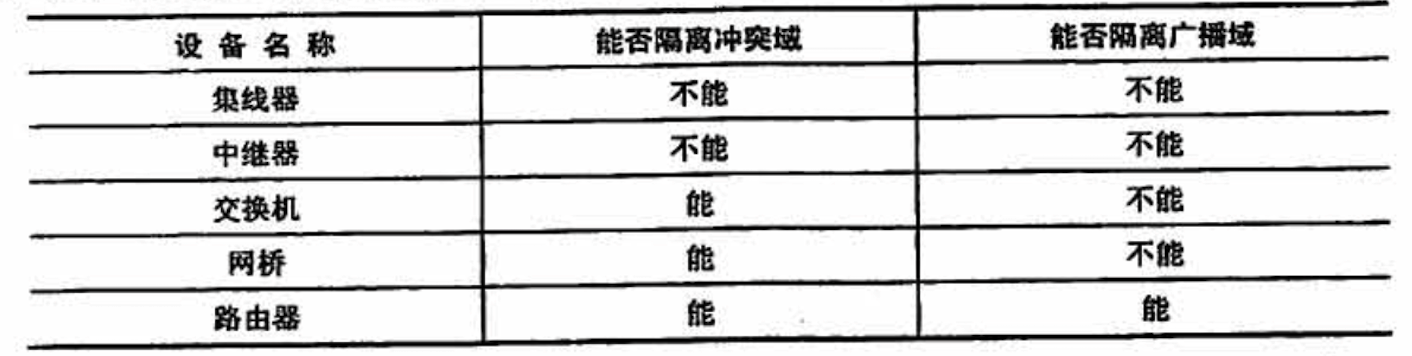 设备名称 能否隔离冲突域 能否隔离广播域
集线器 不能 不能
中继器 不能 不能
交换机 能 不能
网桥 能 不能
路由器 能 能